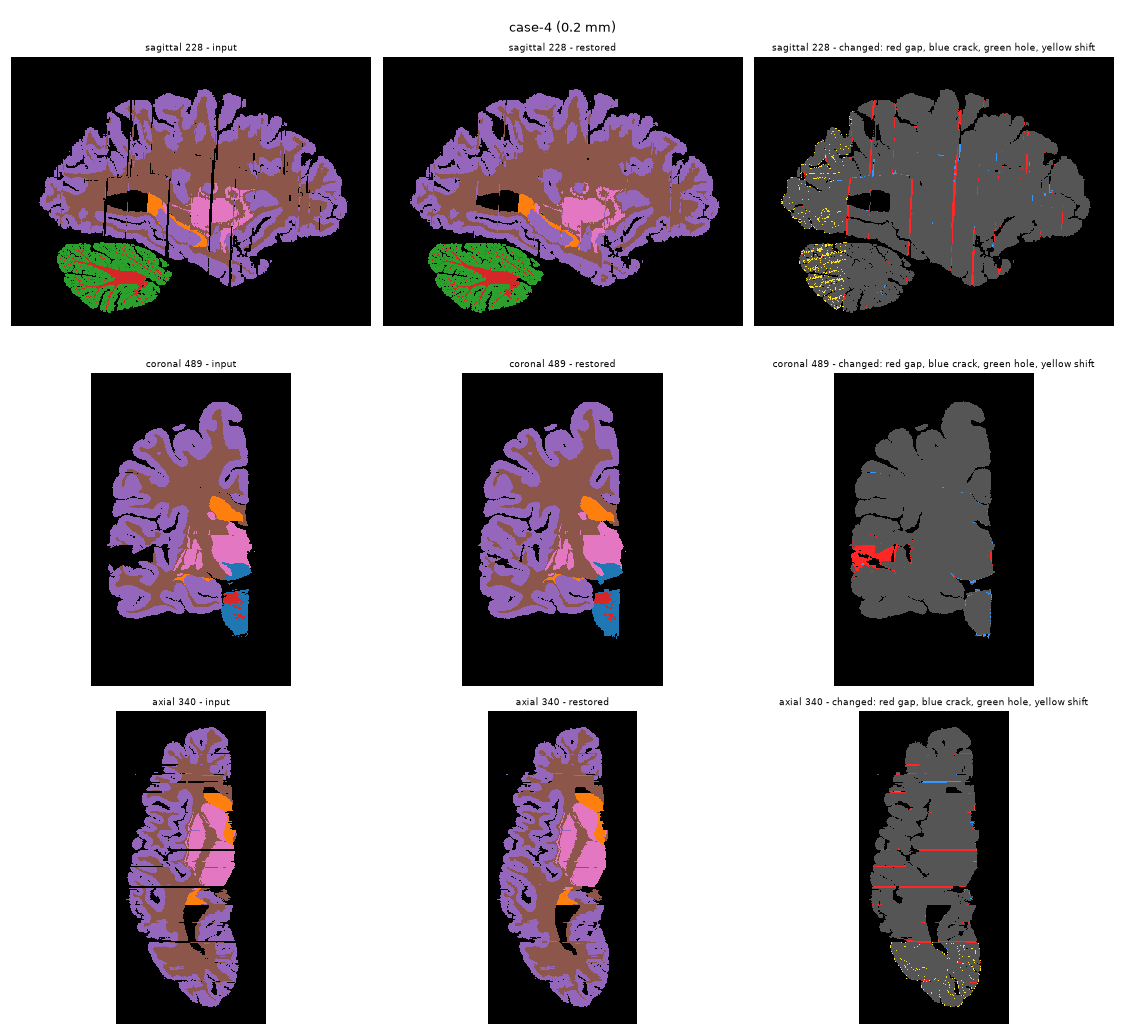 case-4 (0.2 mm)
sagittal 228 - input
sagittal 228 - restored
sagittal 228 - changed: red gap, blue crack, green hole, yellow shift
coronal 489 - input
coronal 489 - restored
coronal 489 - changed: red gap, blue crack, green hole, yellow shift
axial 340 - input
axial 340 - restored
axial 340 - changed: red gap, blue crack, green hole, yellow shift